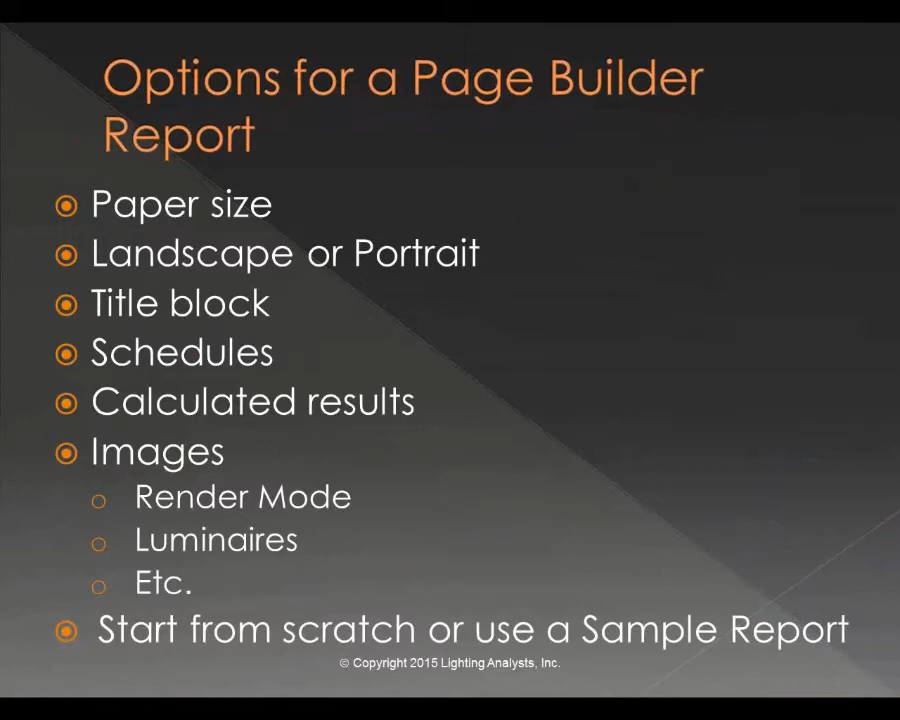 Options for a Page Builder
Report
Paper size
Landscape or Portrait
Title block
Schedules
Calculated results
Images
Render Mode
Luminaires
Etc.
Start from scratch or use a Sample Report
© Copyright 2015 Lighting Analysts, Inc.